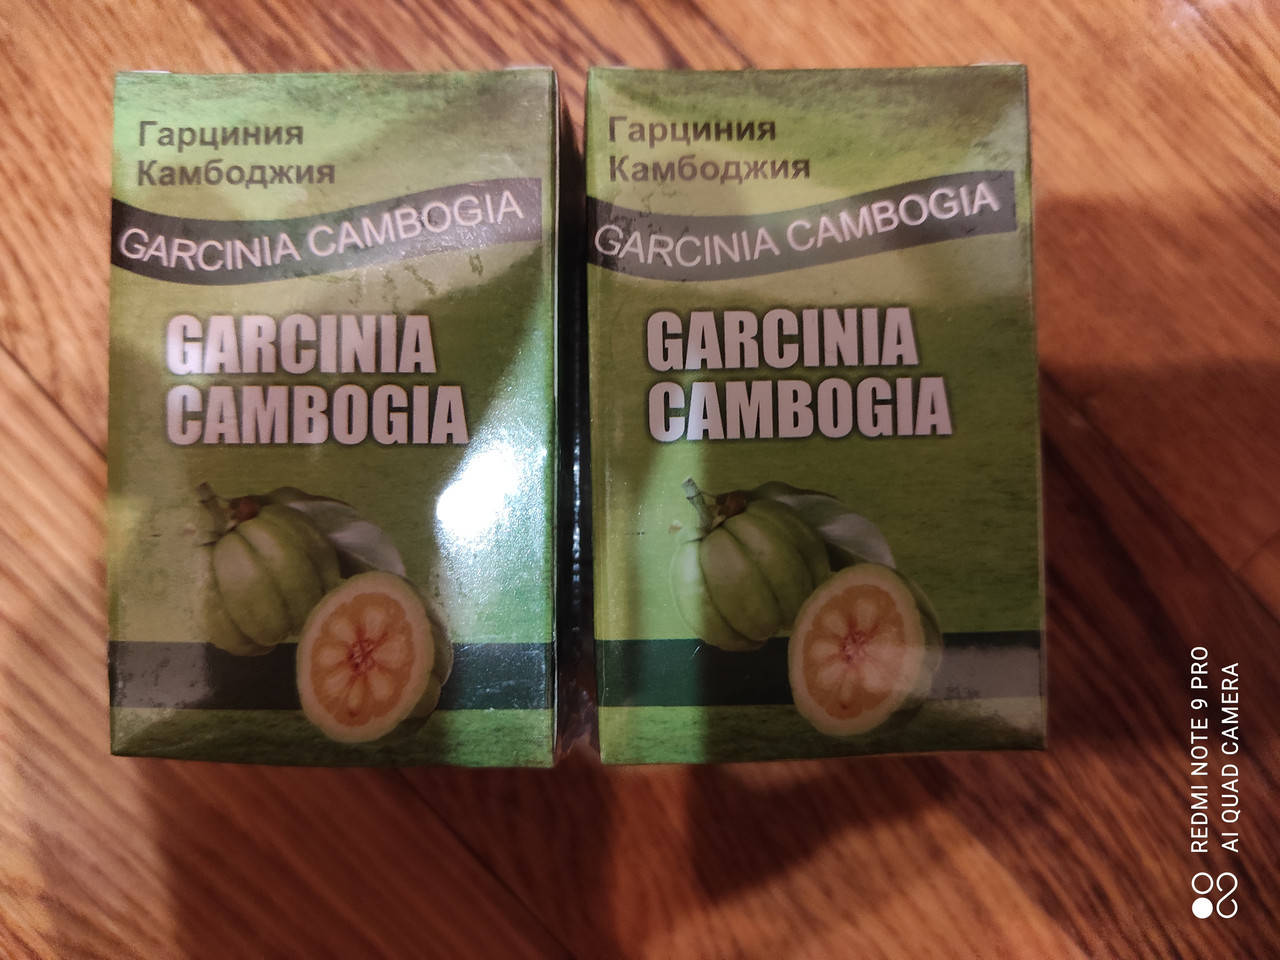 Гарциния
Камбоджия
GARCINIA CAMBOGIA
GARCINIA
CAMBOGIA
Гарциния
Камбоджия
GARCINIA CAMBOGIA
GARCINIA
CAMBOGIA
REDMI NOTE 9 PRO
AI QUAD CAMERA